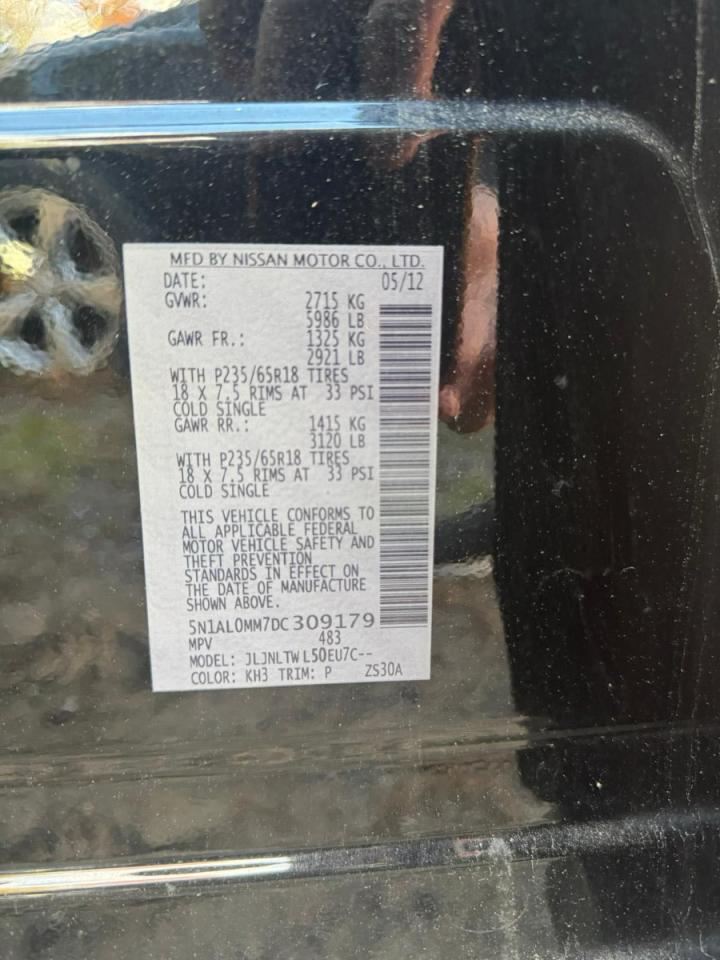 MFD BY NISSAN MOTOR CO., LTD.
DATE: 05/12
GVWR: 2715 KG
5986 LB
GAWR FR.: 1325 KG
2921 LB
WITH P235/65R18 TIRES
18 X 7.5 RIMS AT 33 PSI
COLD SINGLE
GAWR RR.: 1415 KG
3120 LB
WITH P235/65R18 TIRES
18 X 7.5 RIMS AT 33 PSI
COLD SINGLE
THIS VEHICLE CONFORMS TO
ALL APPLICABLE FEDERAL
MOTOR VEHICLE SAFETY AND
THEFT PREVENTION
STANDARDS IN EFFECT ON
THE DATE OF MANUFACTURE
SHOWN ABOVE.
5N1AL0MM7DC309179
MPV 483
MODEL: JLJNLTW L50EU7C--
COLOR: KH3 TRIM: P ZS30A